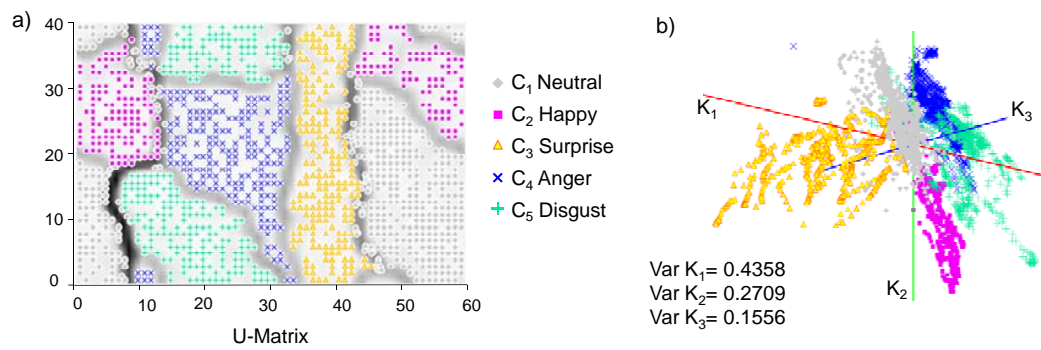 a)
40
30
20
10
0
0 10 20 30 40 50 60
U-Matrix
C₁ Neutral
C₂ Happy
C₃ Surprise
C₄ Anger
C₅ Disgust
b)
K₁
K₃
K₂
Var K₁= 0.4358
Var K₂= 0.2709
Var K₃= 0.1556